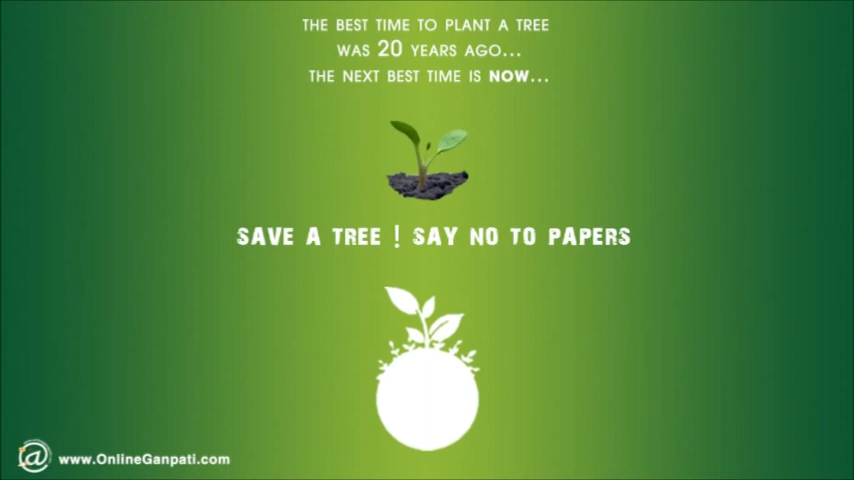 THE BEST TIME TO PLANT A TREE
WAS 20 YEARS AGO...
THE NEXT BEST TIME IS NOW...
SAVE A TREE ! SAY NO TO PAPERS
@ www.OnlineGanpati.com